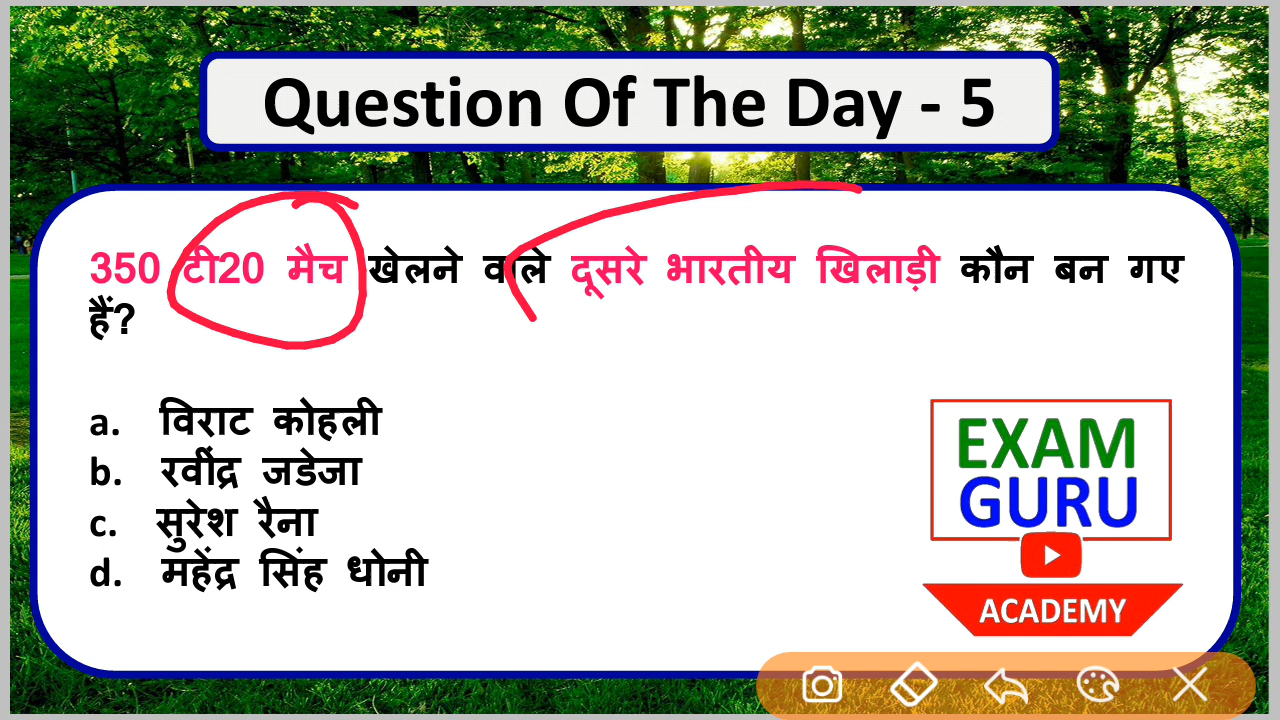 Question Of The Day - 5
350 टी20 मैच खेलने वाले दूसरे भारतीय खिलाड़ी कौन बन गए
हैं?
a. विराट कोहली
b. रवींद्र जडेजा
c. सुरेश रैना
d. महेंद्र सिंह धोनी
EXAM
GURU
ACADEMY